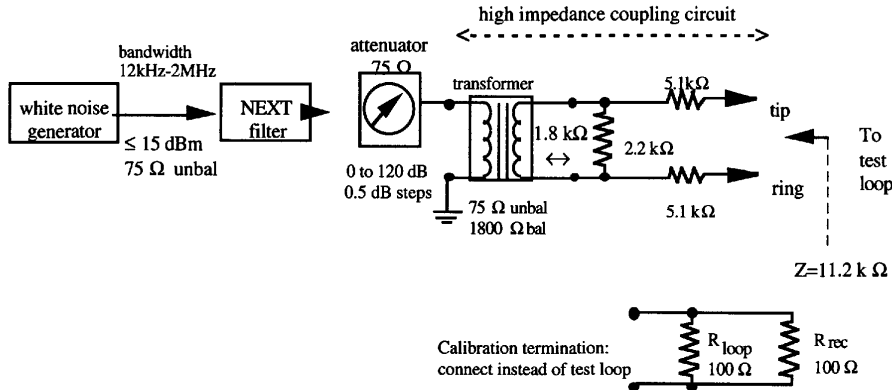 high impedance coupling circuit
bandwidth
12kHz-2MHz
attenuator
75 Ω
transformer
5.1kΩ
white noise
generator
NEXT
filter
tip
1.8 kΩ
2.2 kΩ
To
test
loop
≤ 15 dBm
75 Ω unbal
0 to 120 dB
0.5 dB steps
ring
75 Ω unbal
1800 Ω bal
5.1 kΩ
Z=11.2 k Ω
Calibration termination:
connect instead of test loop
R loop
100 Ω
R rec
100 Ω